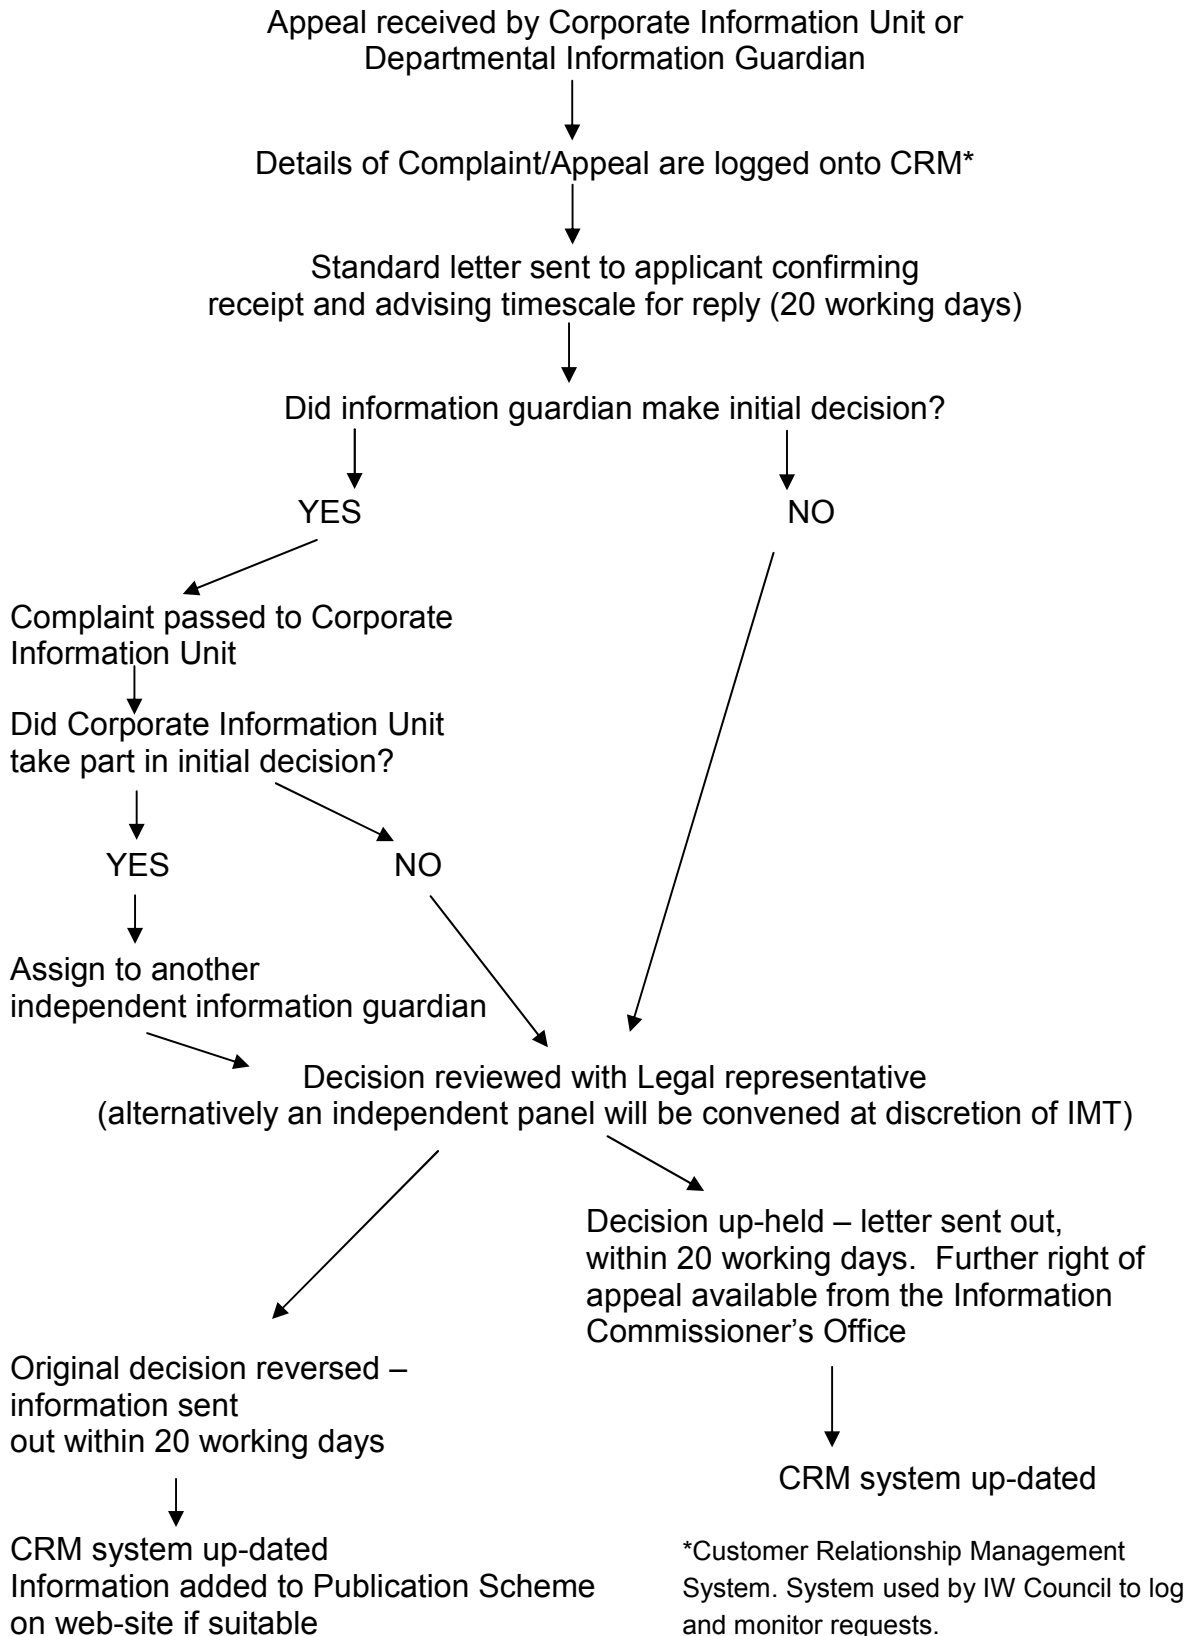 Appeal received by Corporate Information Unit or
Departmental Information Guardian
Details of Complaint/Appeal are logged onto CRM*
Standard letter sent to applicant confirming
receipt and advising timescale for reply (20 working days)
Did information guardian make initial decision?
YES
NO
Complaint passed to Corporate
Information Unit
Did Corporate Information Unit
take part in initial decision?
YES
NO
Assign to another
independent information guardian
Decision reviewed with Legal representative
(alternatively an independent panel will be convened at discretion of IMT)
Decision up-held – letter sent out,
within 20 working days.  Further right of
appeal available from the Information
Commissioner’s Office
Original decision reversed –
information sent
out within 20 working days
CRM system up-dated
CRM system up-dated
Information added to Publication Scheme
on web-site if suitable
*Customer Relationship Management
System. System used by IW Council to log
and monitor requests.